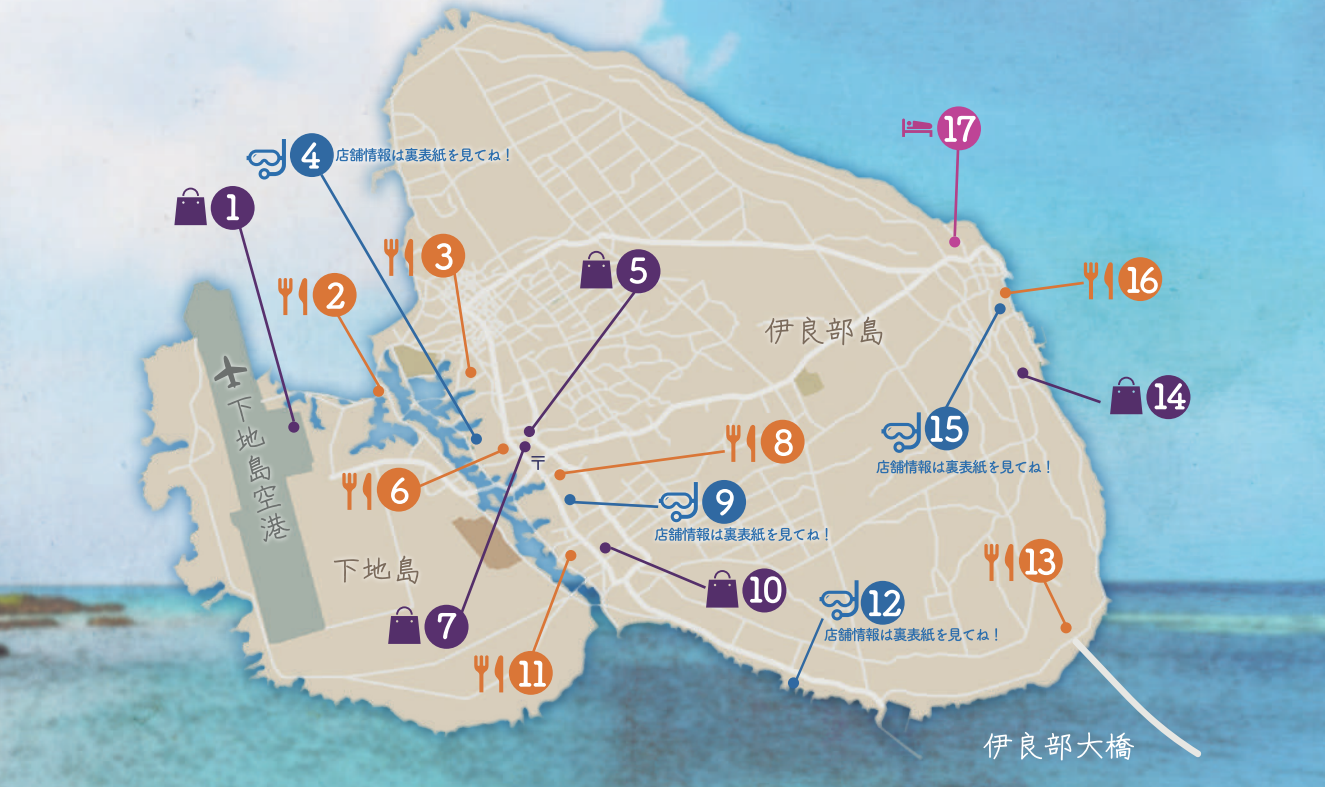 17
4
店舗情報は裏表紙を見てね！
1
3
5
16
2
伊良部島
14
下地島空港
15
店舗情報は裏表紙を見てね！
8
〒
6
9
店舗情報は裏表紙を見てね！
下地島
13
10
12
店舗情報は裏表紙を見てね！
7
11
伊良部大橋